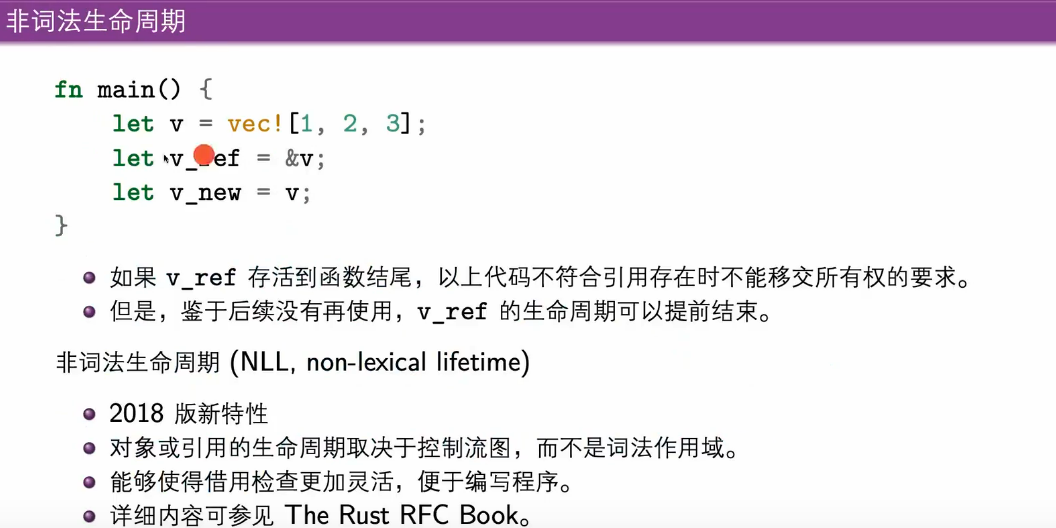 非词法生命周期
fn main() {
let v = vec![1, 2, 3];
let v_ref = &v;
let v_new = v;
}
如果 v_ref 存活到函数结尾，以上代码不符合引用存在时不能移交所有权的要求。
但是，鉴于后续没有再使用，v_ref 的生命周期可以提前结束。
非词法生命周期 (NLL, non-lexical lifetime)
2018 版新特性
对象或引用的生命周期取决于控制流图，而不是词法作用域。
能够使得借用检查更加灵活，便于编写程序。
详细内容可参见 The Rust RFC Book。